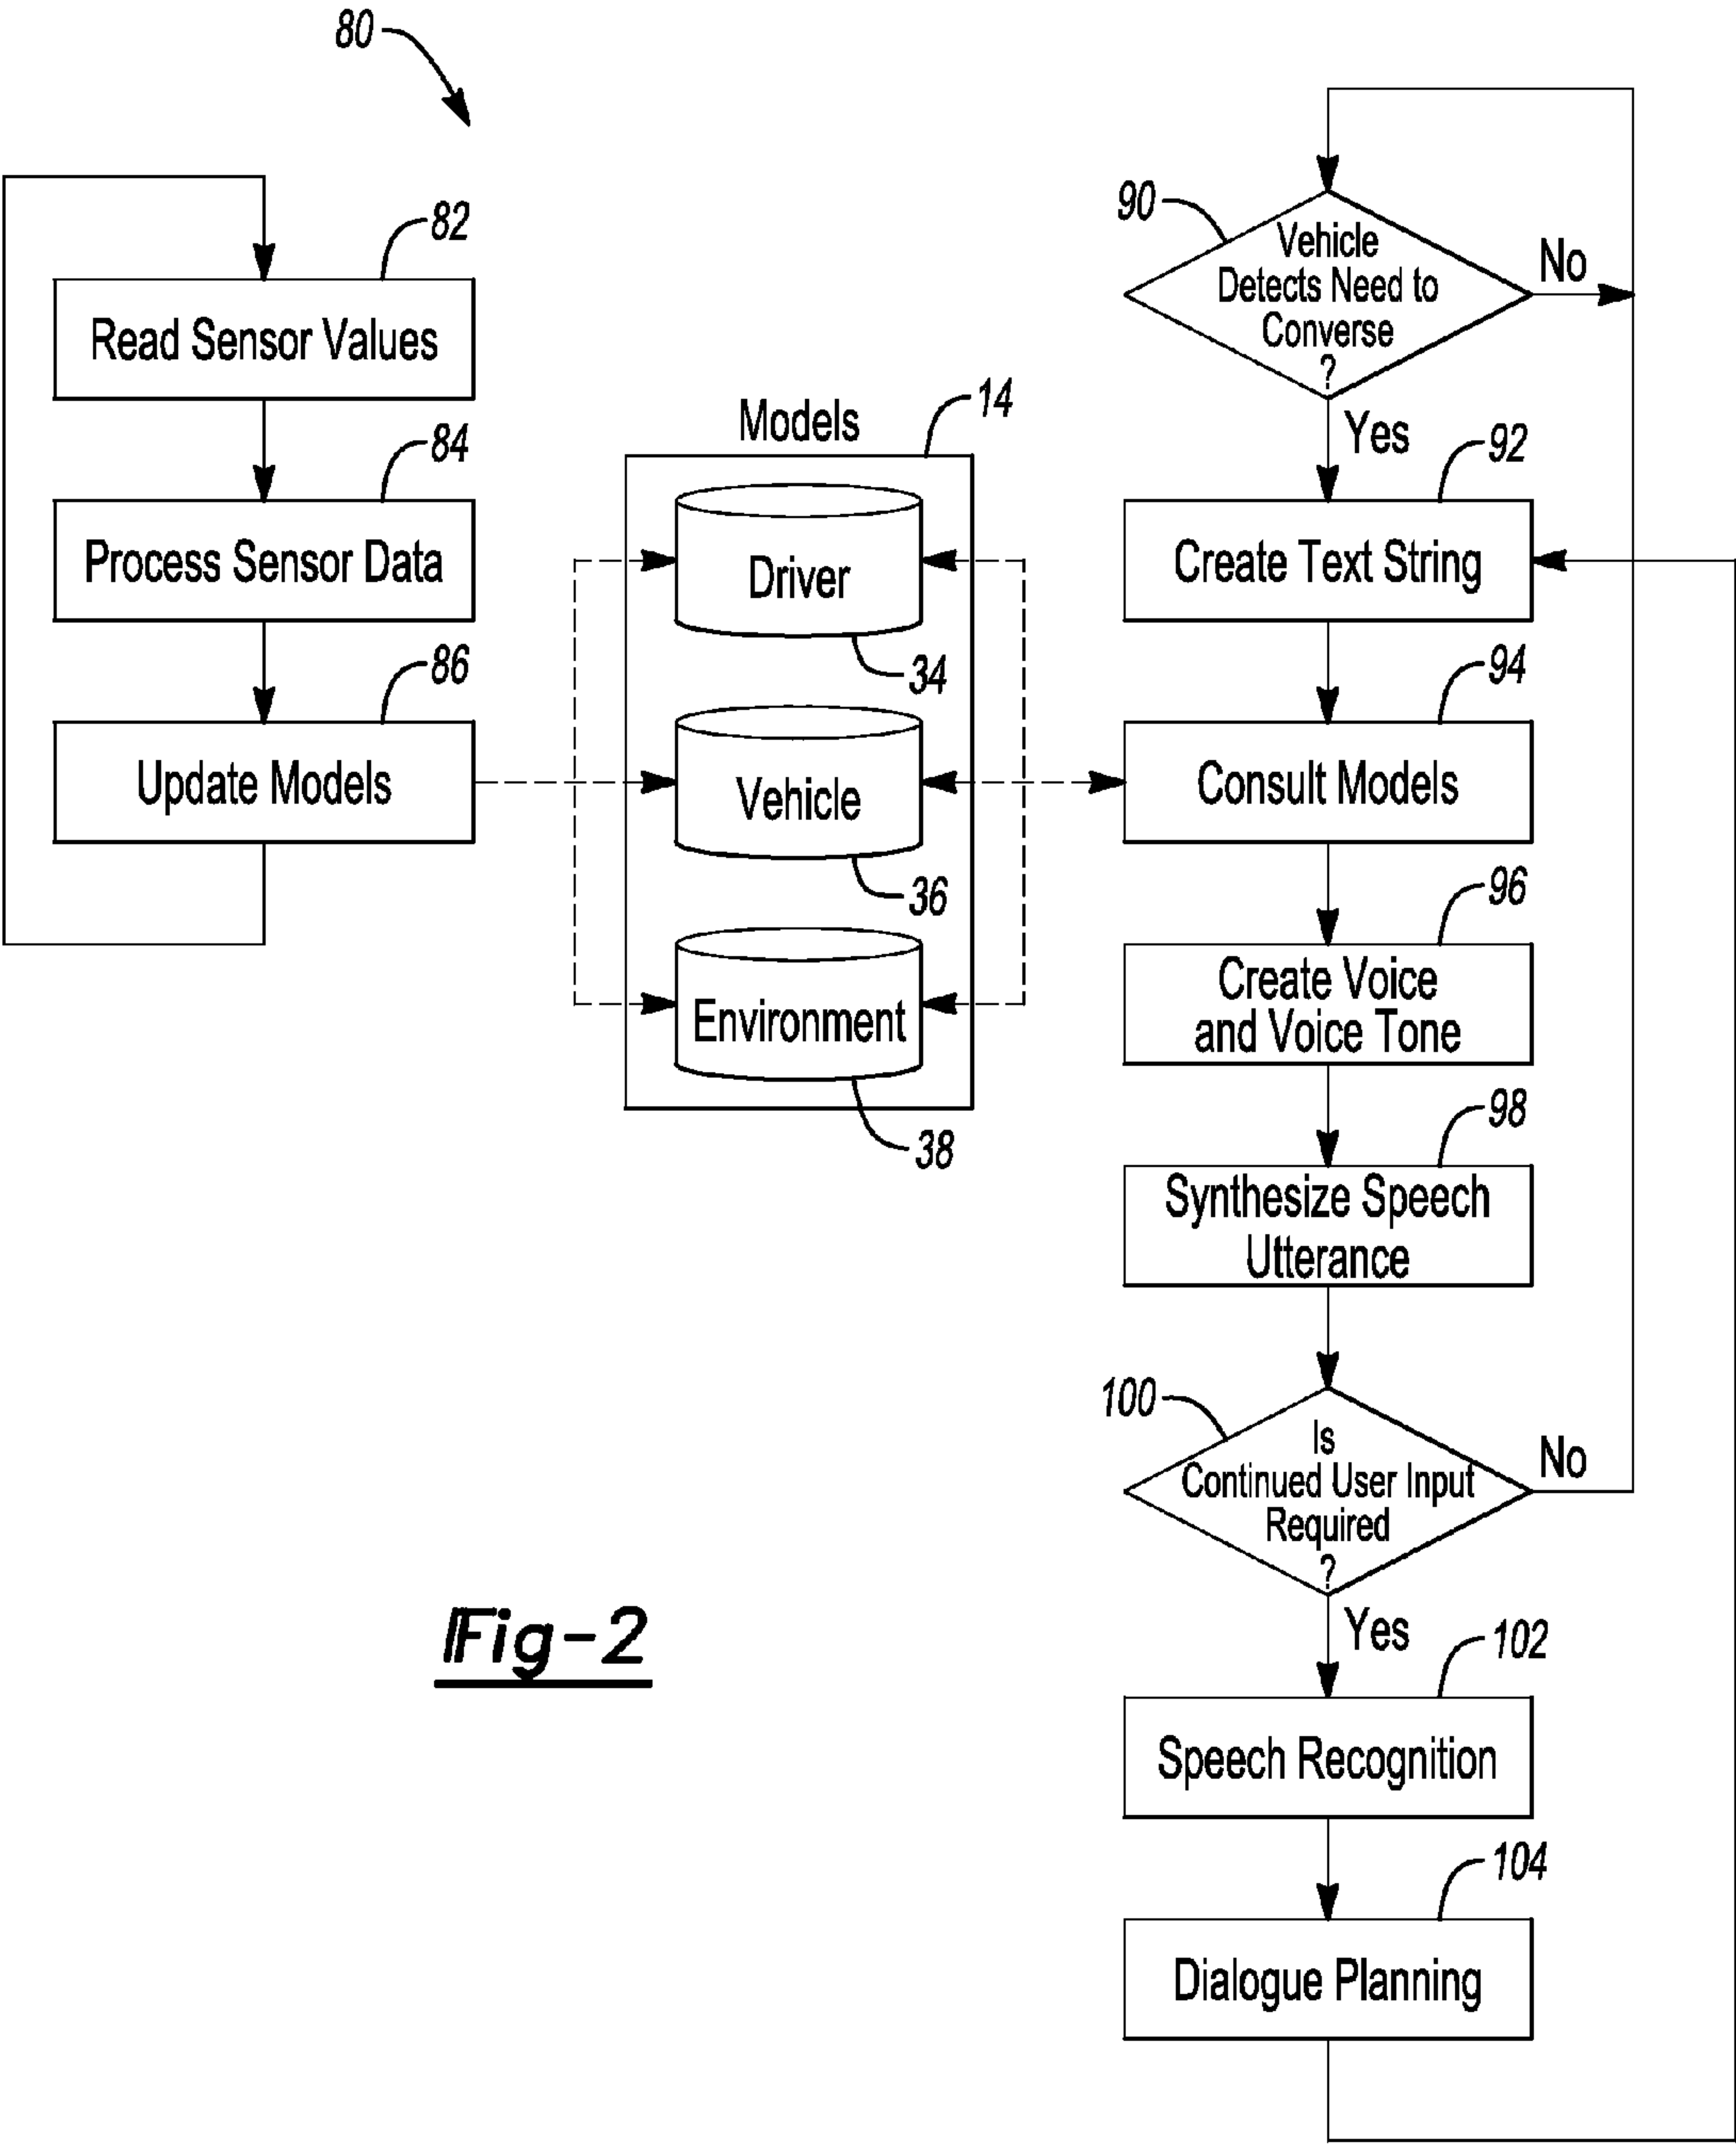 80
82
Read Sensor Values
84
Process Sensor Data
86
Update Models
Models
14
Driver
34
Vehicle
36
Environment
38
90
Vehicle
Detects Need to
Converse
?
No
Yes
92
Create Text String
94
Consult Models
96
Create Voice
and Voice Tone
98
Synthesize Speech
Utterance
100
Is
Continued User Input
Required
?
No
Yes
102
Speech Recognition
104
Dialogue Planning
Fig-2